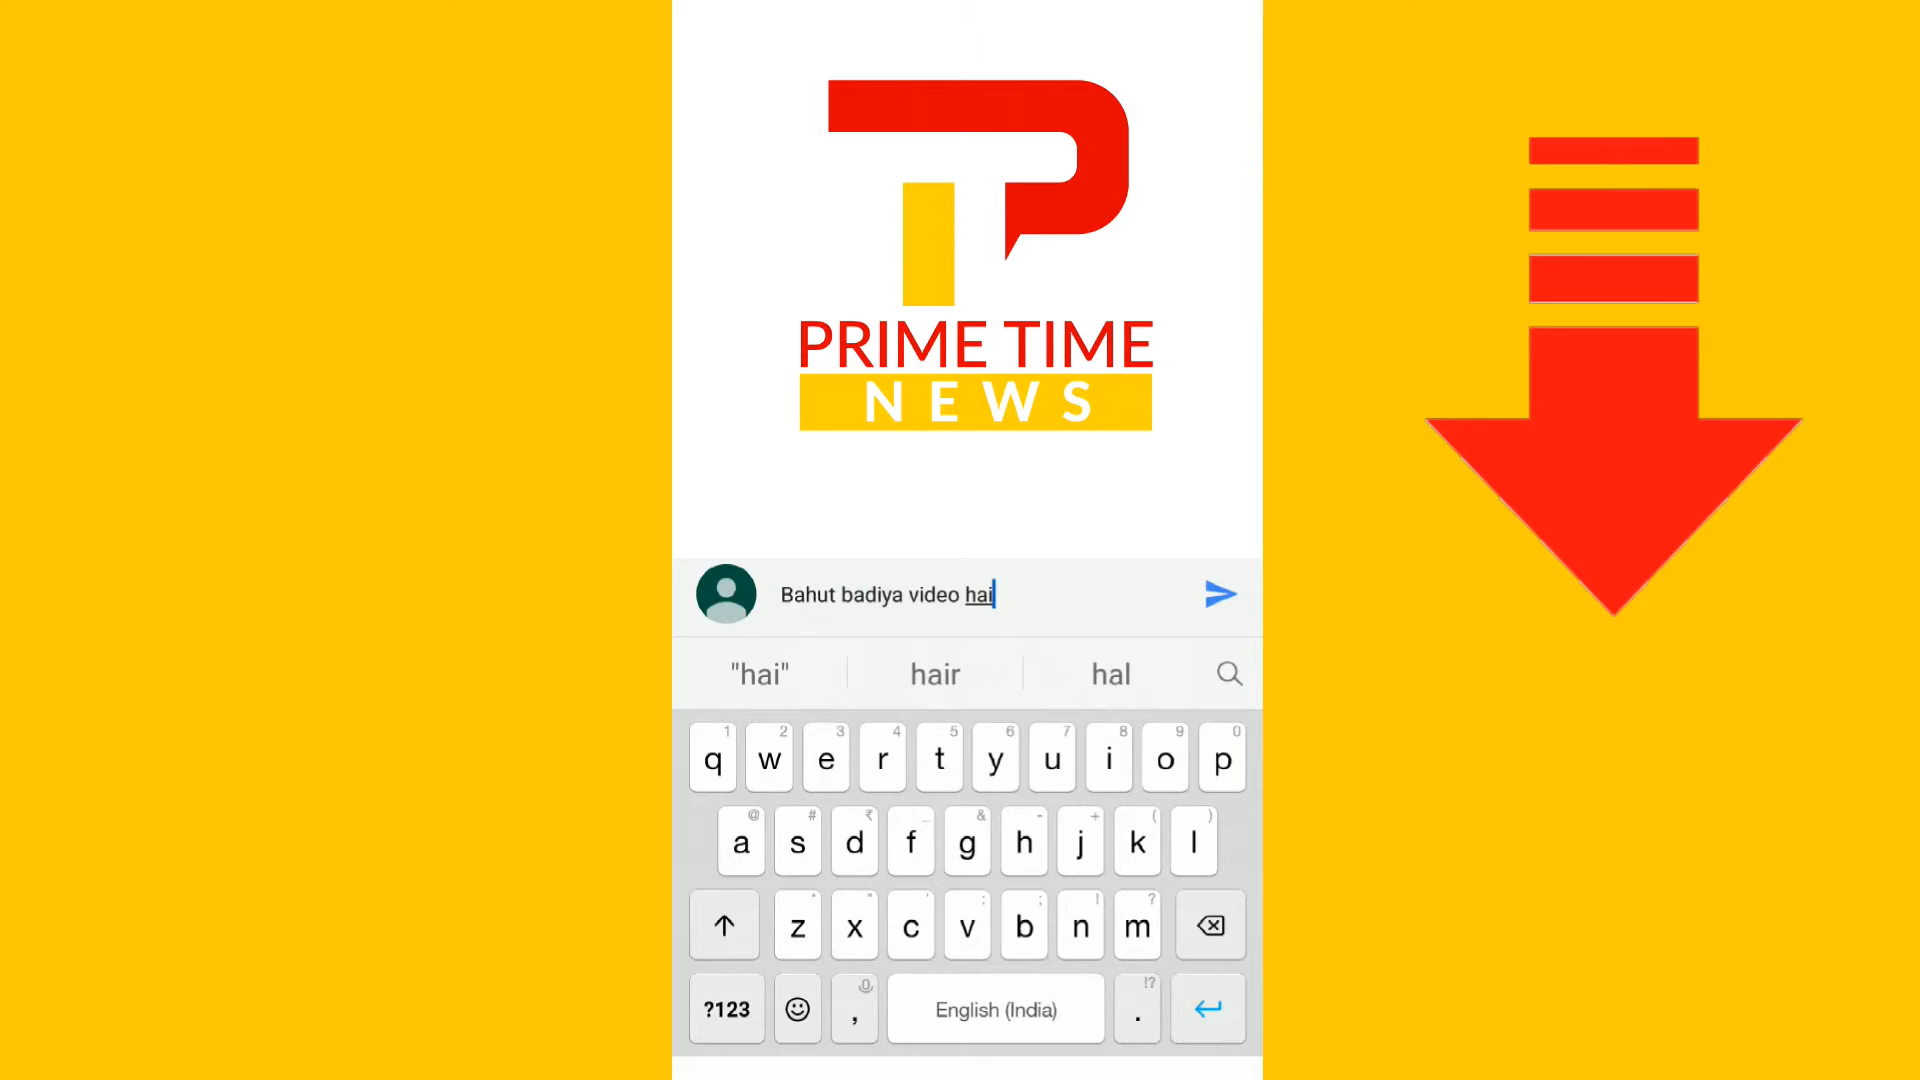 PRIME TIME
NEWS
Bahut badiya video hai
"hai" hair hal
1 2 3 4 5 6 7 8 9 0
q w e r t y u i o p
@ # ₹ _ & - + ( )
a s d f g h j k l
* " ' : ; ! ?
z x c v b n m
!?
?123 , English (India) .